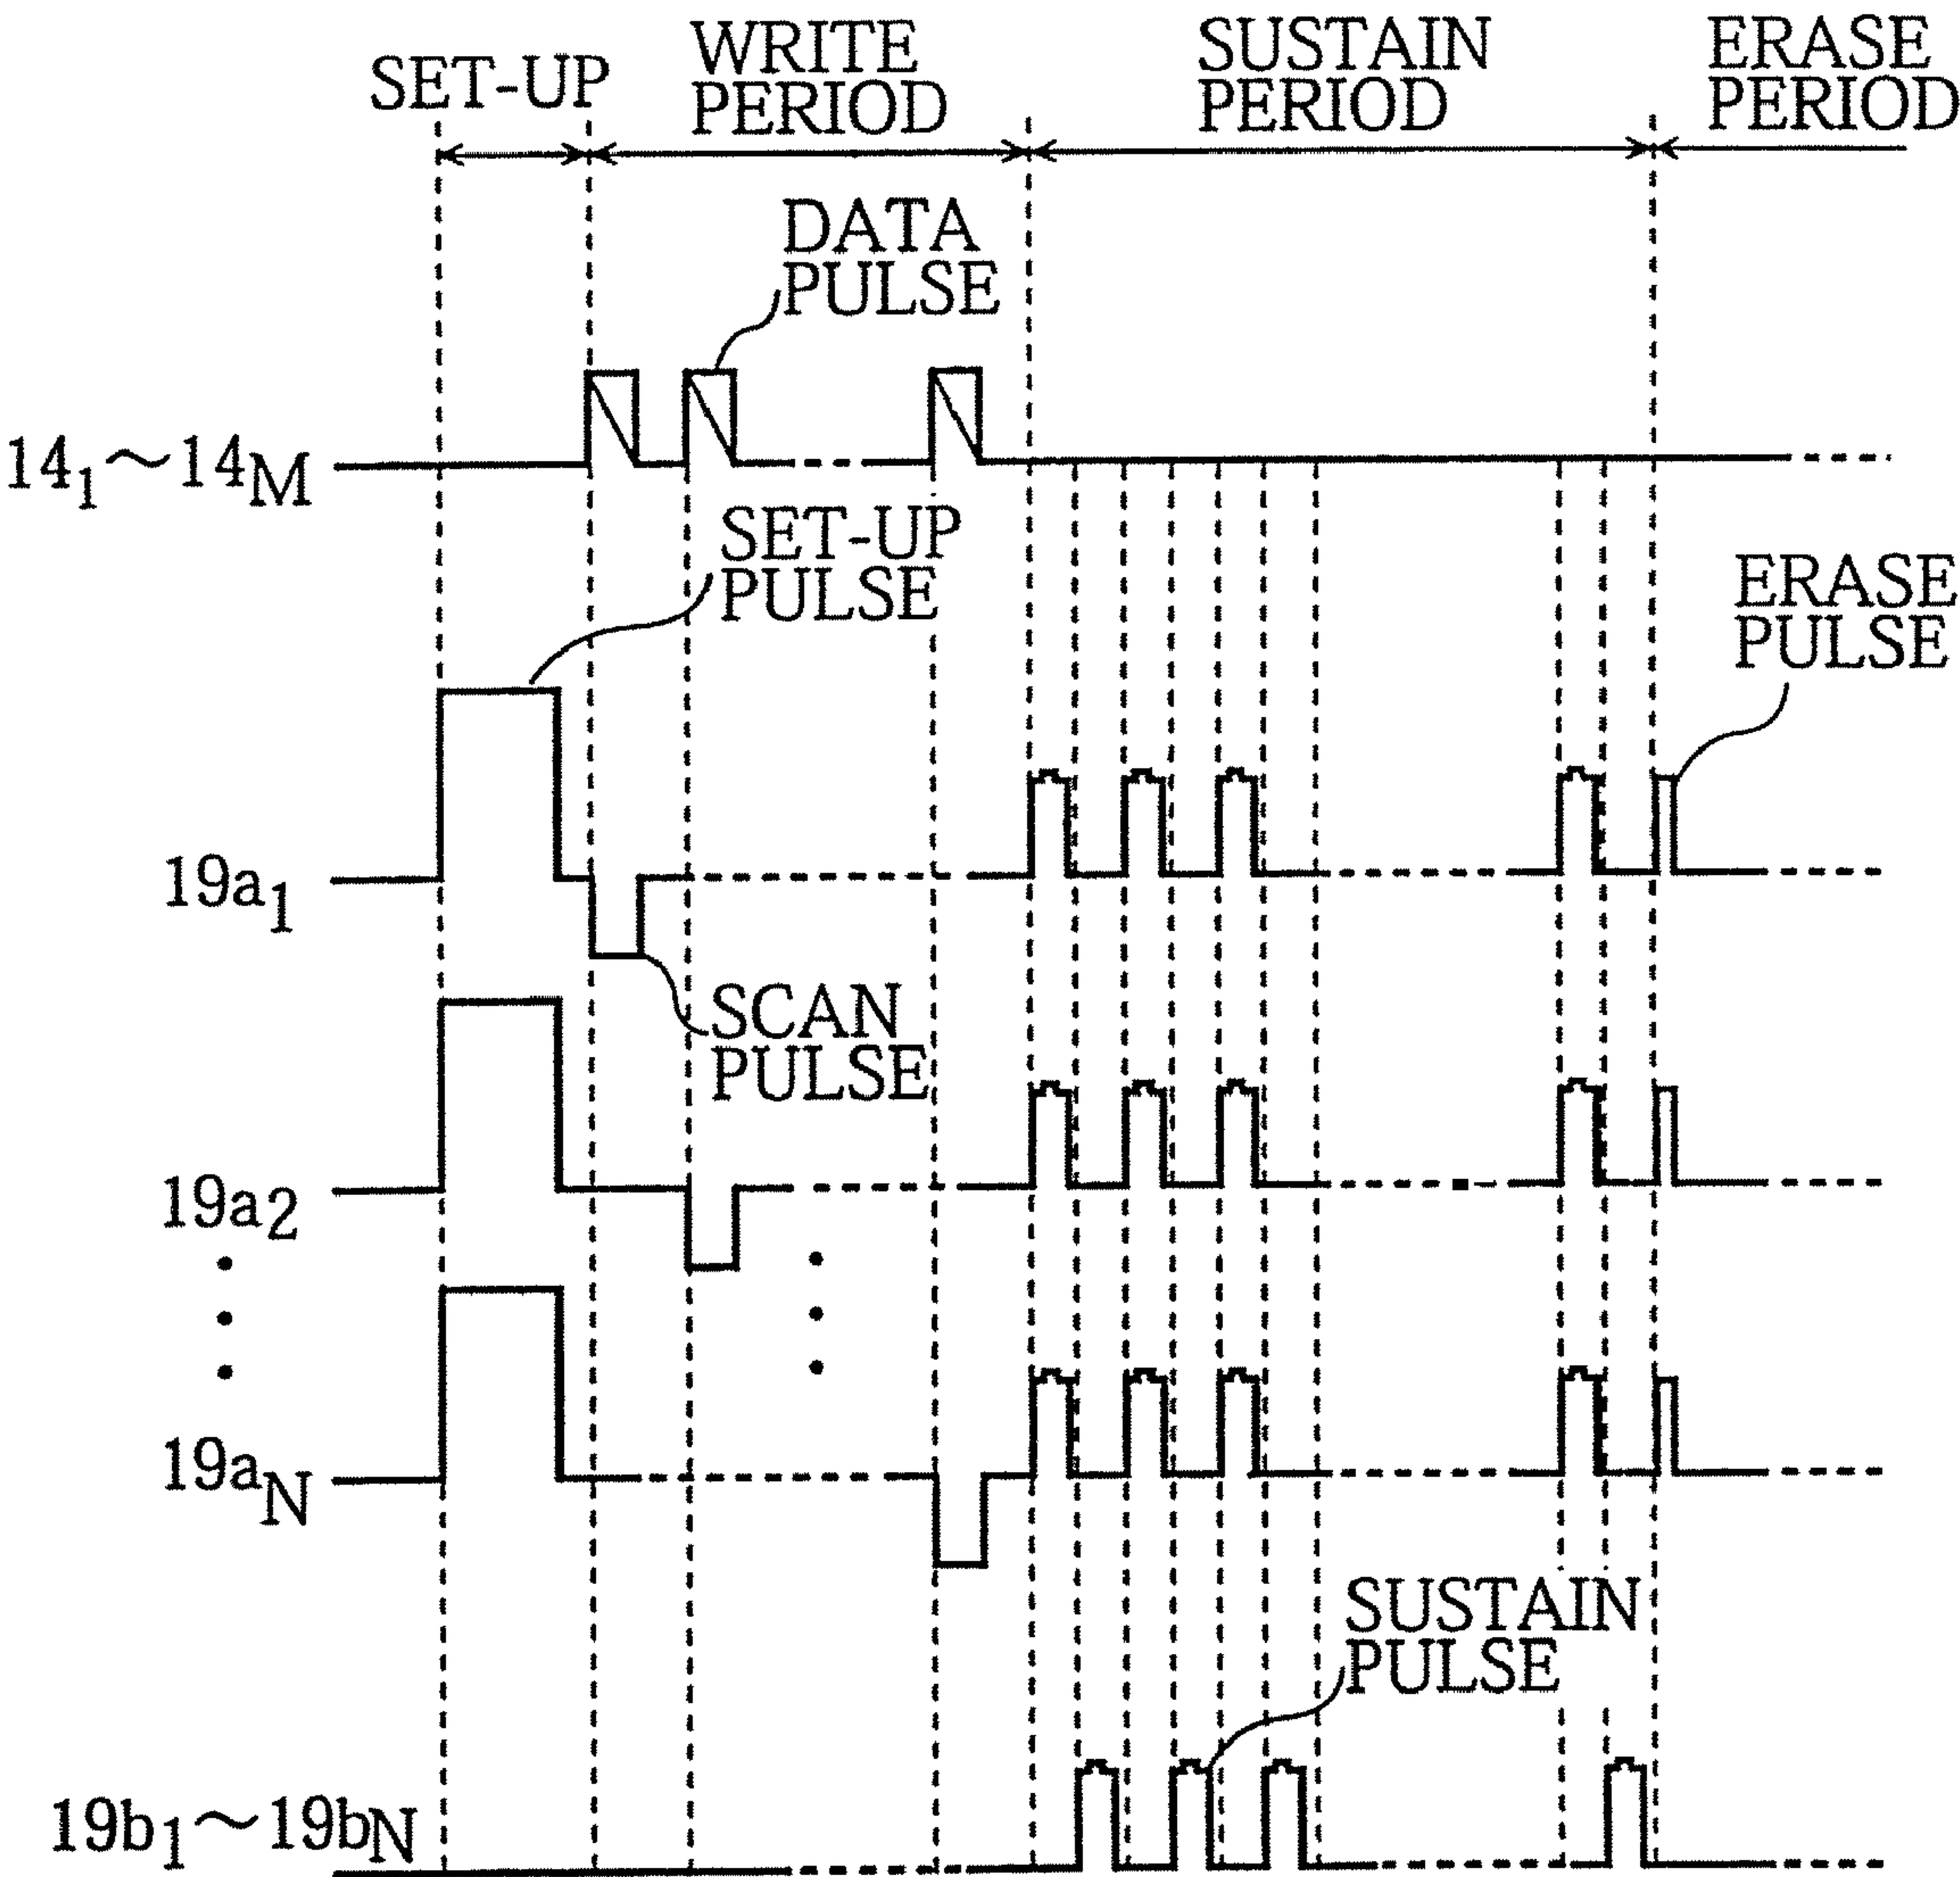 SET-UP
WRITE
PERIOD
SUSTAIN
PERIOD
ERASE
PERIOD
DATA
PULSE
14₁～14M
SET-UP
PULSE
ERASE
PULSE
19a₁
SCAN
PULSE
19a₂
19aN
SUSTAIN
PULSE
19b₁～19bN